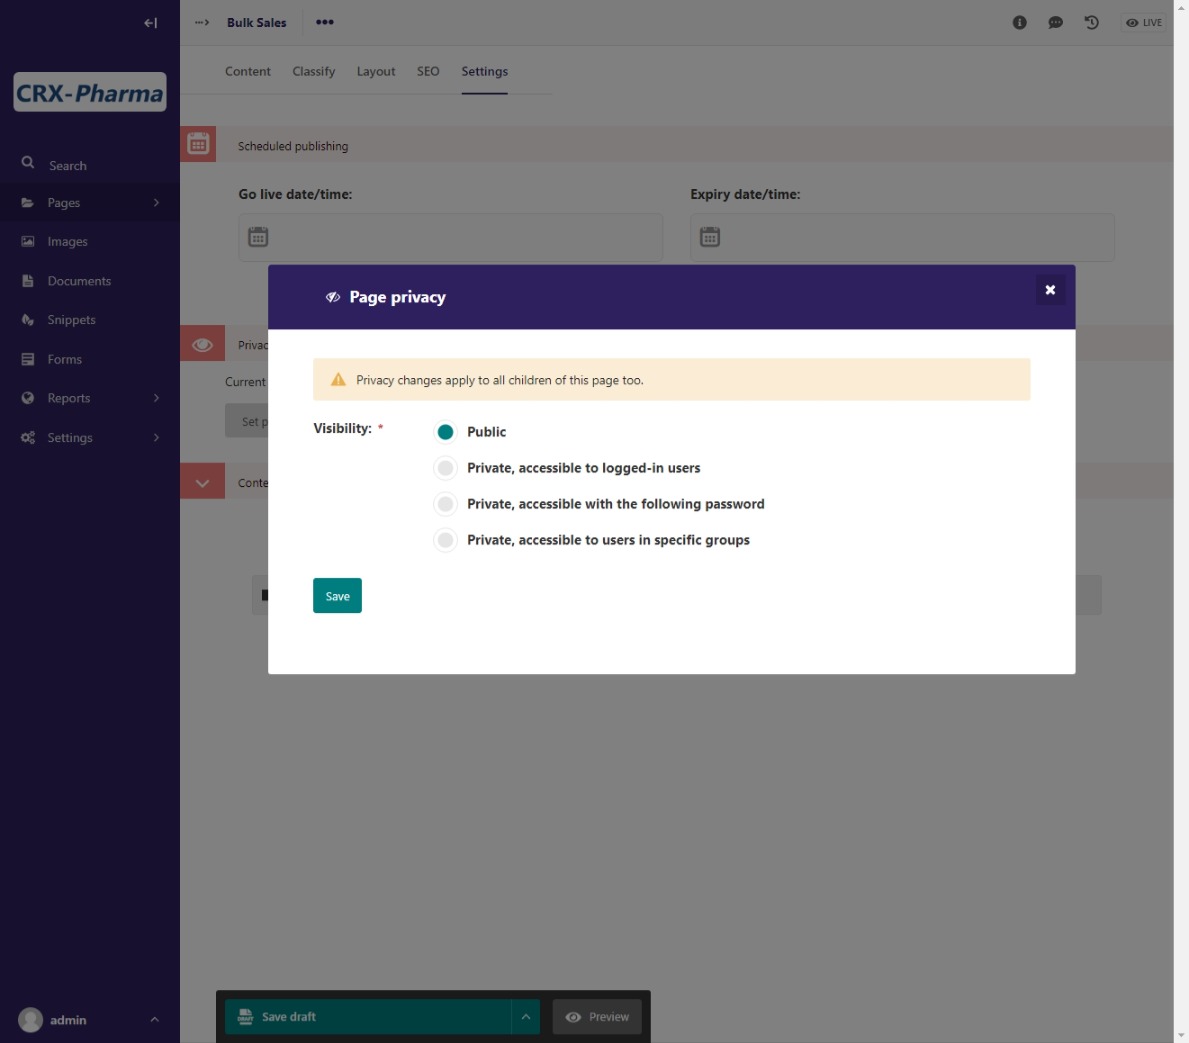 Bulk Sales
LIVE
Content Classify Layout SEO Settings
CRX-Pharma
Scheduled publishing
Search
Go live date/time: Expiry date/time:
Pages
Images
Documents
Page privacy
Snippets
Privac
Forms
Current
Privacy changes apply to all children of this page too.
Reports
Set p
Settings
Visibility: *
Public
Private, accessible to logged-in users
Conte
Private, accessible with the following password
Private, accessible to users in specific groups
Save
admin
DRAFT Save draft
Preview